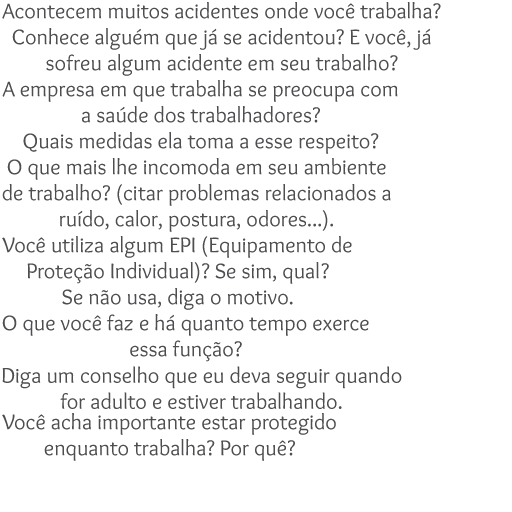 Acontecem muitos acidentes onde você trabalha?
Conhece alguém que já se acidentou? E você, já
sofreu algum acidente em seu trabalho?
A empresa em que trabalha se preocupa com
a saúde dos trabalhadores?
Quais medidas ela toma a esse respeito?
O que mais lhe incomoda em seu ambiente
de trabalho? (citar problemas relacionados a
ruído, calor, postura, odores...).
Você utiliza algum EPI (Equipamento de
Proteção Individual)? Se sim, qual?
Se não usa, diga o motivo.
O que você faz e há quanto tempo exerce
essa função?
Diga um conselho que eu deva seguir quando
for adulto e estiver trabalhando.
Você acha importante estar protegido
enquanto trabalha? Por quê?